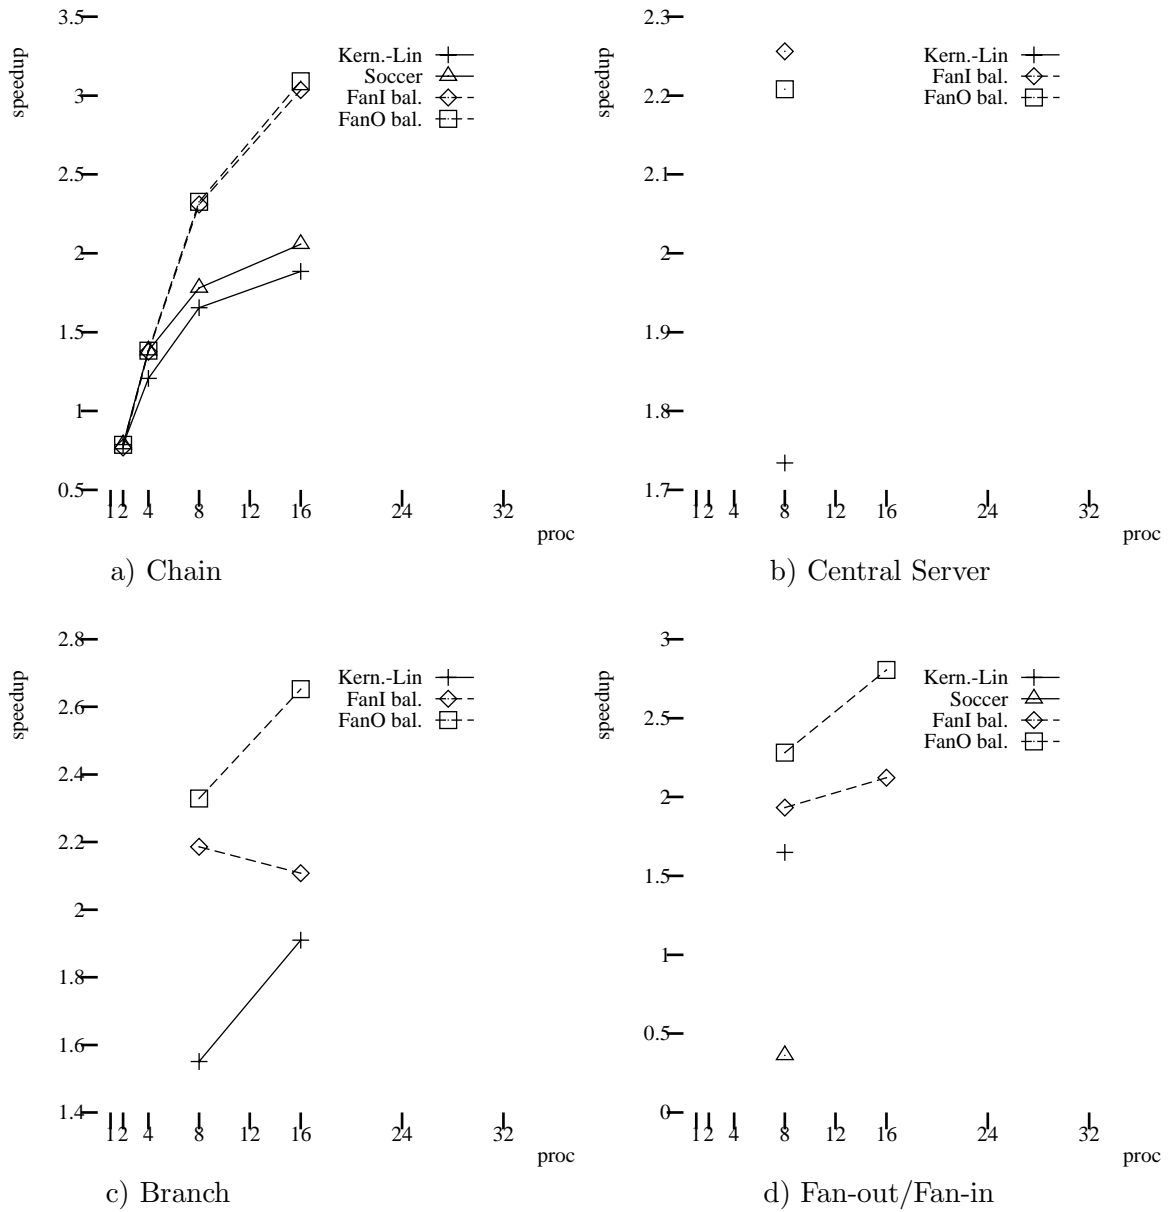 speedup
3.5
3
2.5
2
1.5
1
0.5
1 2 4 8 12 16 24 32
proc
Kern.-Lin
Soccer
FanI bal.
FanO bal.
a) Chain
speedup
2.3
2.2
2.1
2
1.9
1.8
1.7
1 2 4 8 12 16 24 32
proc
Kern.-Lin
FanI bal.
FanO bal.
b) Central Server
speedup
2.8
2.6
2.4
2.2
2
1.8
1.6
1.4
1 2 4 8 12 16 24 32
proc
Kern.-Lin
FanI bal.
FanO bal.
c) Branch
speedup
3
2.5
2
1.5
1
0.5
0
1 2 4 8 12 16 24 32
proc
Kern.-Lin
Soccer
FanI bal.
FanO bal.
d) Fan-out/Fan-in